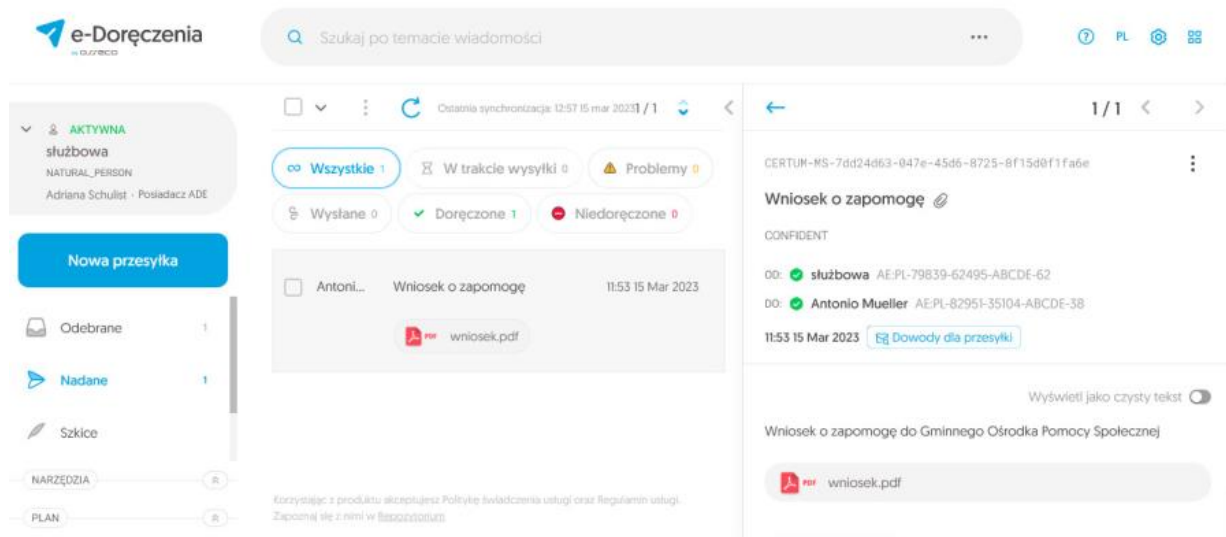 e-Doręczenia
by asseco
Szukaj po temacie wiadomości
PL
AKTYWNA
służbowa
NATURAL_PERSON
Adriana Schulist · Posiadacz ADE
Nowa przesyłka
Odebrane 1
Nadane 1
Szkice
NARZĘDZIA
PLAN
Ostatnia synchronizacja: 12:57 15 mar 2023 1 / 1
Wszystkie 1
W trakcie wysyłki 0
Problemy 0
Wysłane 0
Doręczone 1
Niedoręczone 0
Antoni... Wniosek o zapomogę 11:53 15 Mar 2023
PDF wniosek.pdf
Korzystając z produktu akceptujesz Politykę świadczenia usługi oraz Regulamin usługi.
Zapoznaj się z nimi w Repozytorium
1 / 1
CERTUM-MS-7dd24d63-047e-45d6-8725-8f15d0f1fa6e
Wniosek o zapomogę
CONFIDENT
OD: służbowa AE:PL-79839-62495-ABCDE-62
DO: Antonio Mueller AE:PL-82951-35104-ABCDE-38
11:53 15 Mar 2023 Dowody dla przesyłki
Wyświetl jako czysty tekst
Wniosek o zapomogę do Gminnego Ośrodka Pomocy Społecznej
PDF wniosek.pdf